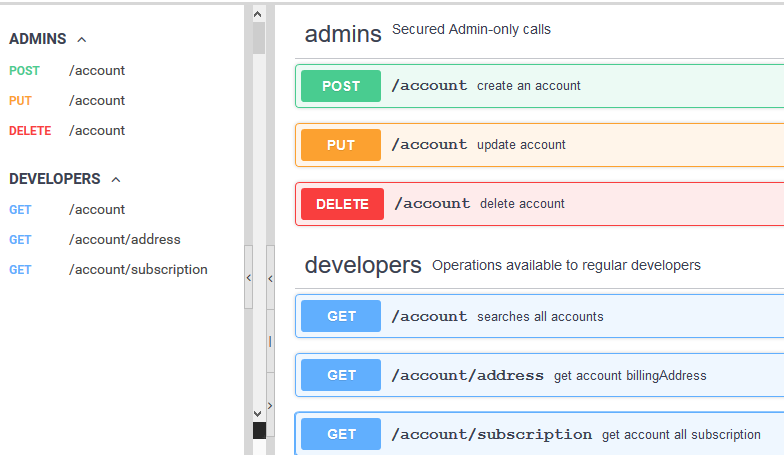 ADMINS
POST /account
PUT /account
DELETE /account
DEVELOPERS
GET /account
GET /account/address
GET /account/subscription
admins Secured Admin-only calls
POST /account create an account
PUT /account update account
DELETE /account delete account
developers Operations available to regular developers
GET /account searches all accounts
GET /account/address get account billingAddress
GET /account/subscription get account all subscription